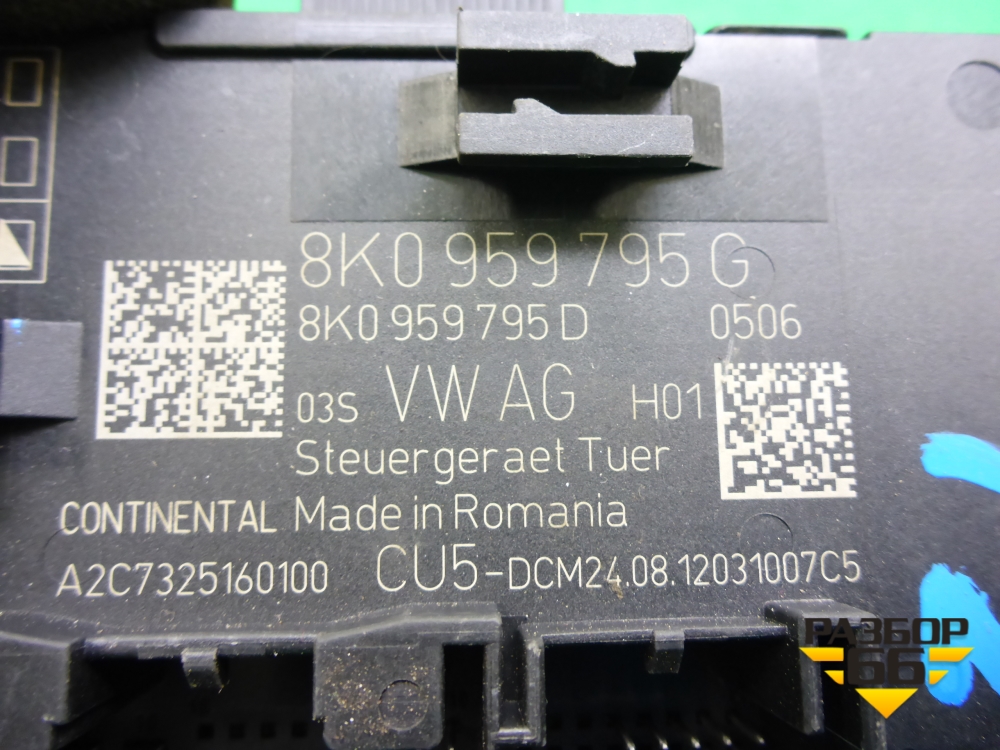 8K0 959 795 G
8K0 959 795 D 0506
03S VW AG H01
Steuergeraet Tuer
CONTINENTAL Made in Romania
A2C7325160100 CU5-DCM24.08.12031007C5
РАЗБОР
66